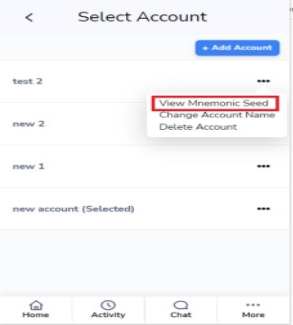 Select Account
+ Add Account
test 2
View Mnemonic Seed
Change Account Name
Delete Account
new 2
new 1
new account (Selected)
Home Activity Chat More